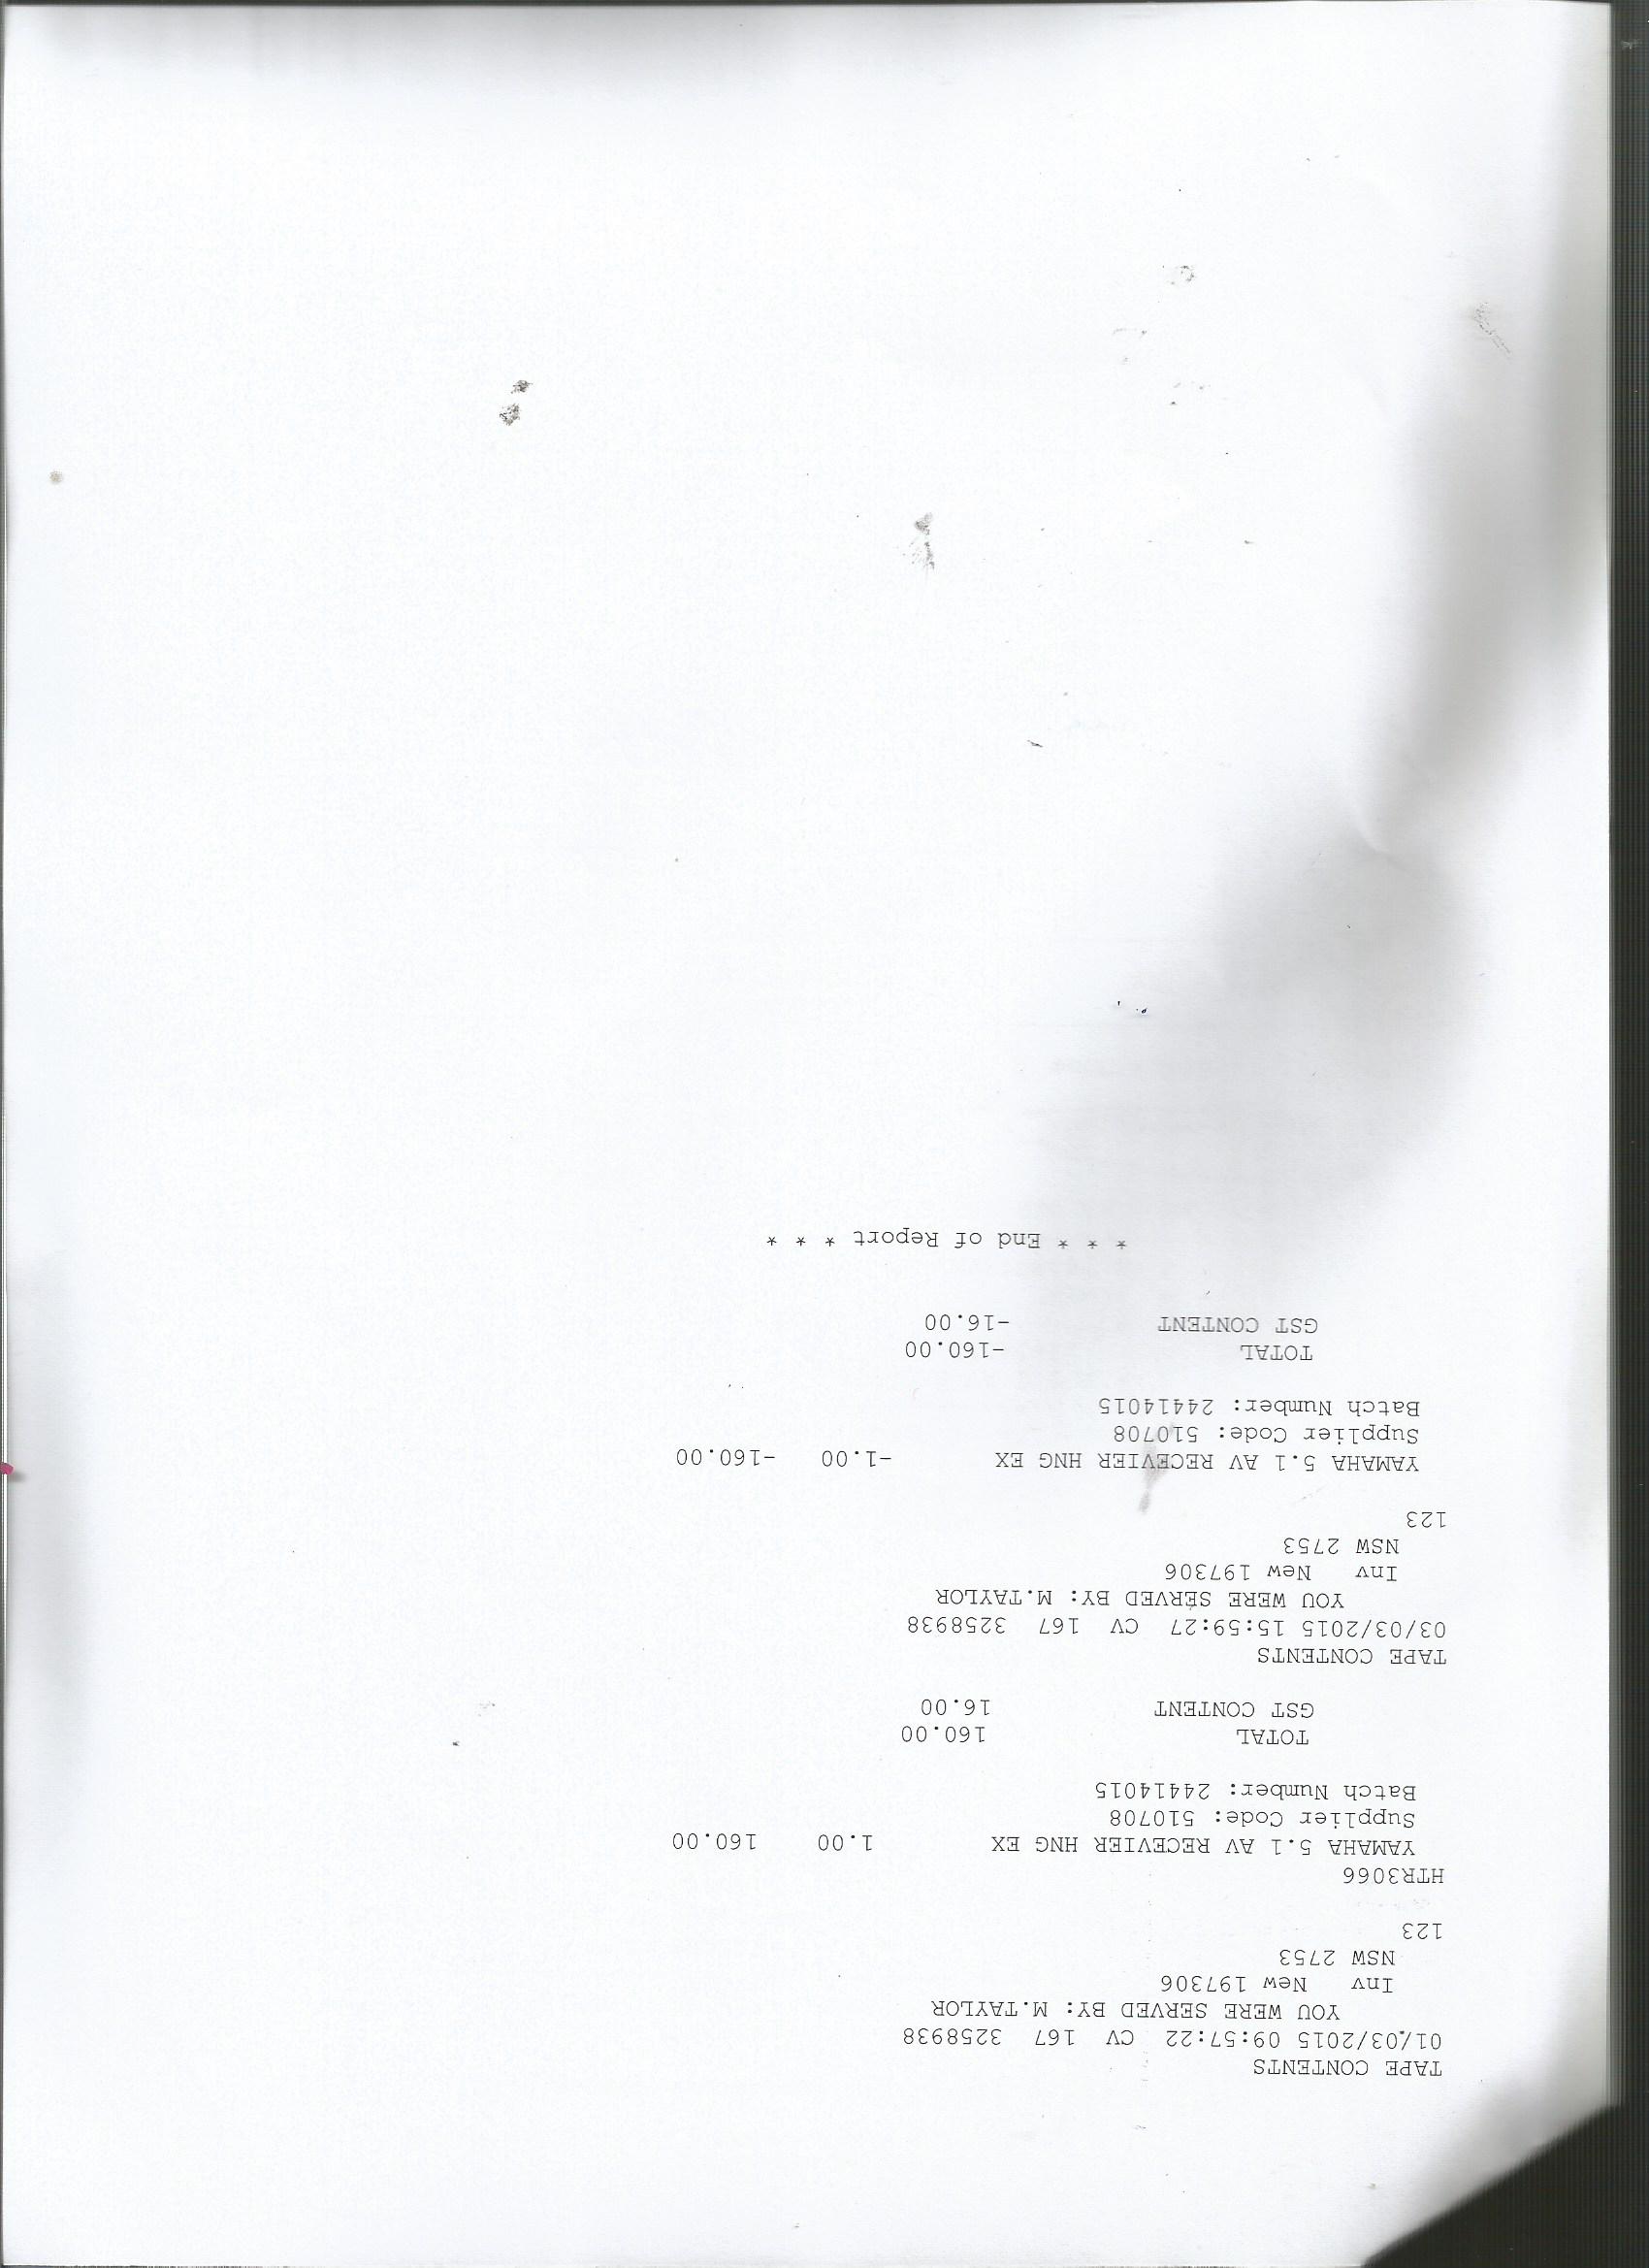 TAPE CONTENTS
01/03/2015 09:57:22 CV 167 3258938
YOU WERE SERVED BY: M.TAYLOR
Inv New 197306
NSW 2753
123
HTR3066
YAMAHA 5.1 AV RECEVIER HNG EX 1.00 160.00
Supplier Code: 510708
Batch Number: 24414015
TOTAL 160.00
GST CONTENT 16.00
TAPE CONTENTS
03/03/2015 15:59:27 CV 167 3258938
YOU WERE SERVED BY: M.TAYLOR
Inv New 197306
NSW 2753
123
YAMAHA 5.1 AV RECEVIER HNG EX -1.00 -160.00
Supplier Code: 510708
Batch Number: 24414015
TOTAL -160.00
GST CONTENT -16.00
* * * End of Report * * *